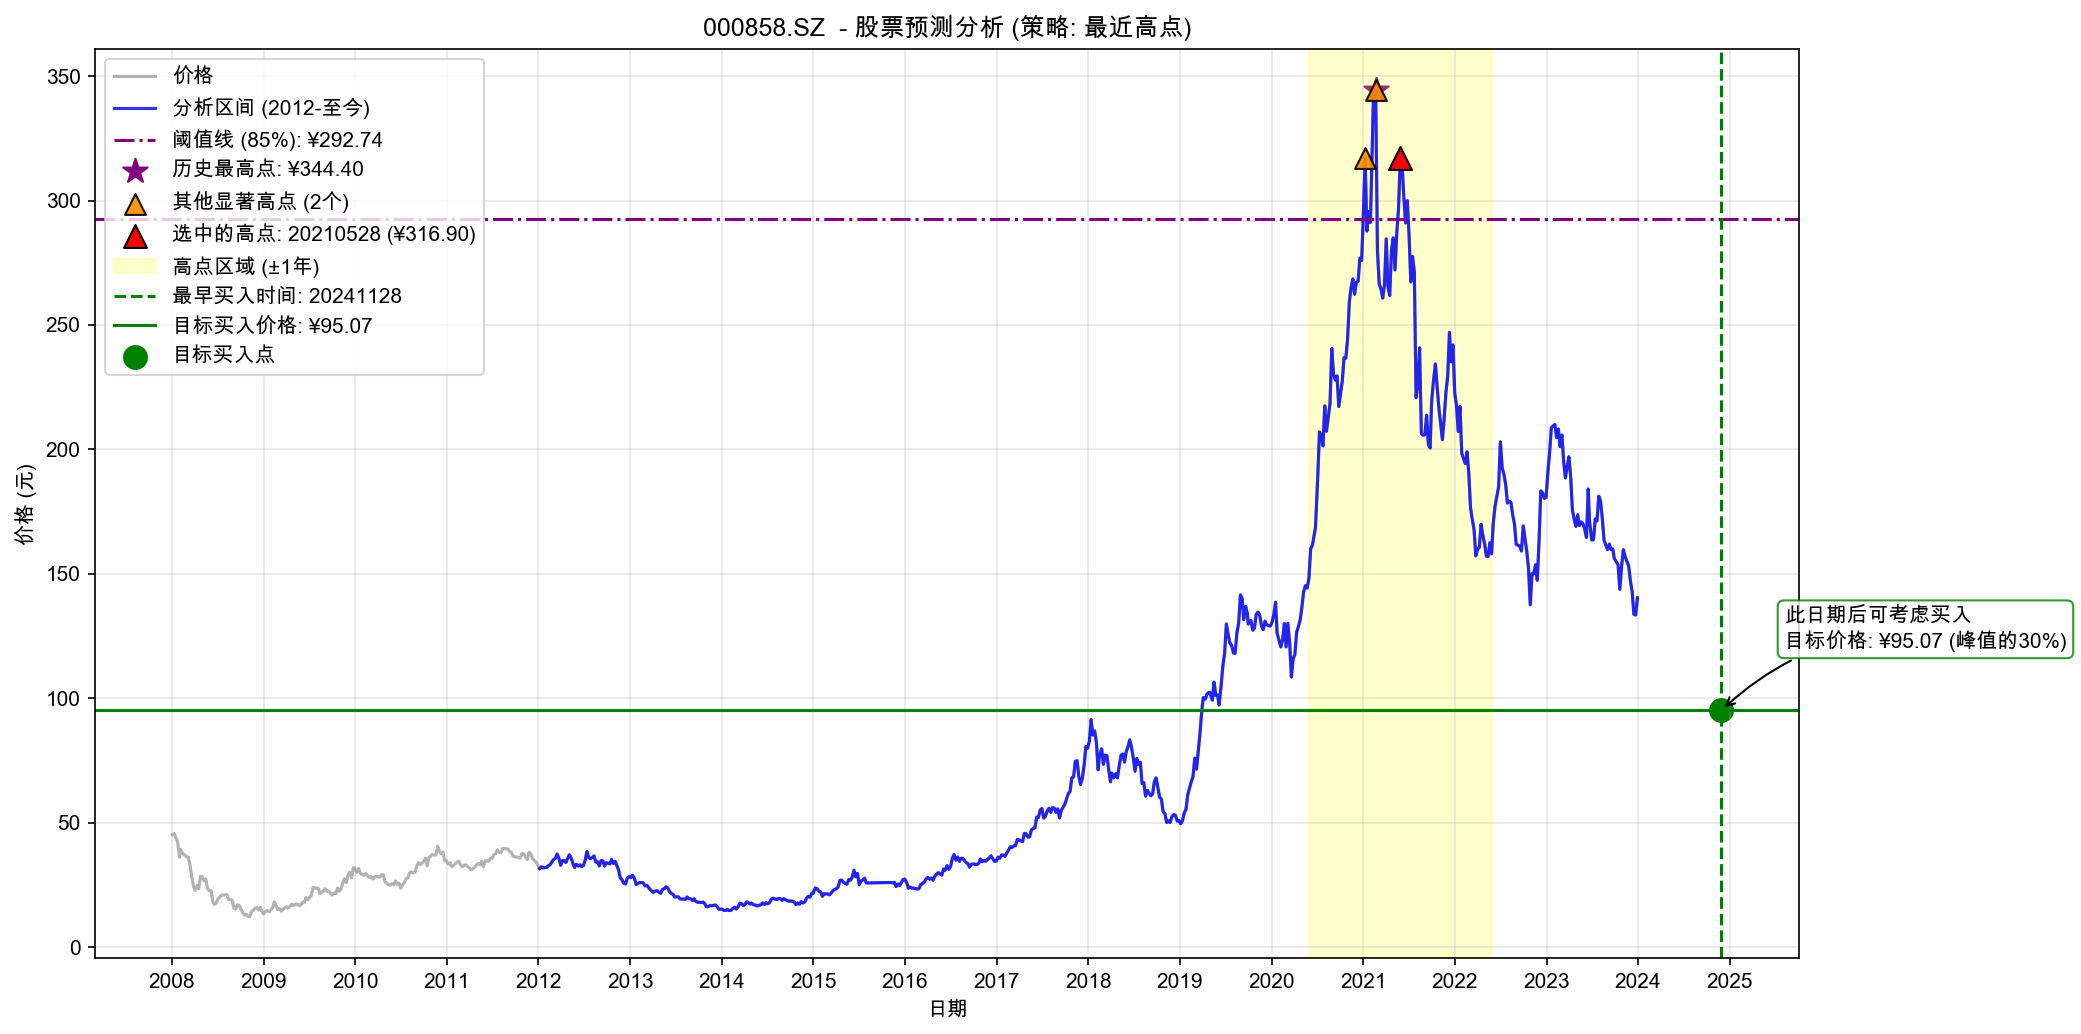 000858.SZ - 股票预测分析 (策略: 最近高点)
价格
分析区间 (2012-至今)
阈值线 (85%): ¥292.74
历史最高点: ¥344.40
其他显著高点 (2个)
选中的高点: 20210528 (¥316.90)
高点区域 (±1年)
最早买入时间: 20241128
目标买入价格: ¥95.07
目标买入点
350
300
250
200
150
100
50
0
价格 (元)
此日期后可考虑买入
目标价格: ¥95.07 (峰值的30%)
2008 2009 2010 2011 2012 2013 2014 2015 2016 2017 2018 2019 2020 2021 2022 2023 2024 2025
日期